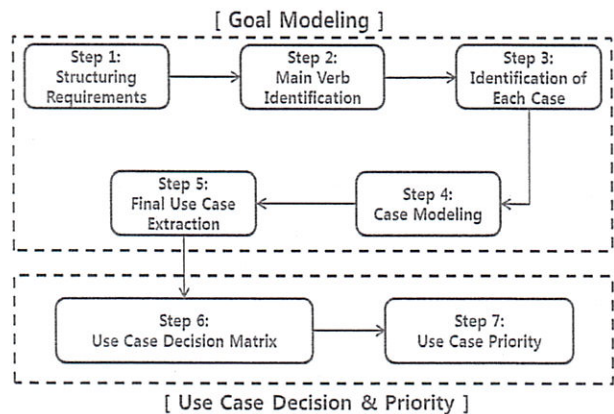 [ Goal Modeling ]
Step 1:
Structuring
Requirements
Step 2:
Main Verb
Identification
Step 3:
Identification of
Each Case
Step 4:
Case Modeling
Step 5:
Final Use Case
Extraction
Step 6:
Use Case Decision Matrix
Step 7:
Use Case Priority
[ Use Case Decision & Priority ]